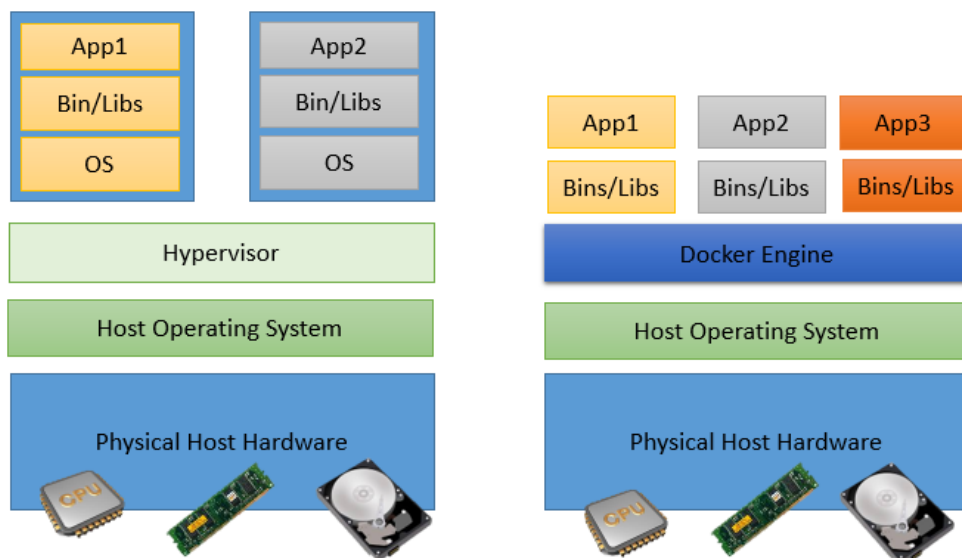 App1
Bin/Libs
OS
App2
Bin/Libs
OS
Hypervisor
Host Operating System
Physical Host Hardware
CPU
App1
App2
App3
Bins/Libs
Bins/Libs
Bins/Libs
Docker Engine
Host Operating System
Physical Host Hardware
CPU